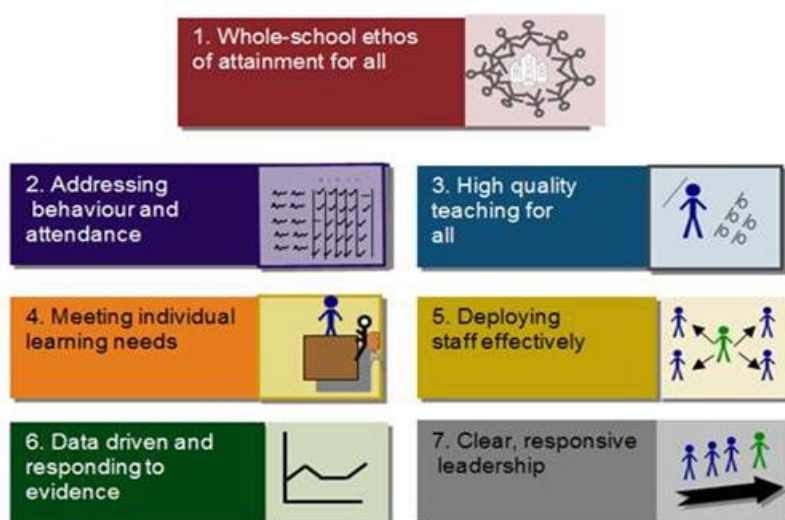 1. Whole-school ethos
of attainment for all
2. Addressing
behaviour and
attendance
3. High quality
teaching for
all
4. Meeting individual
learning needs
5. Deploying
staff effectively
6. Data driven and
responding to
evidence
7. Clear, responsive
leadership